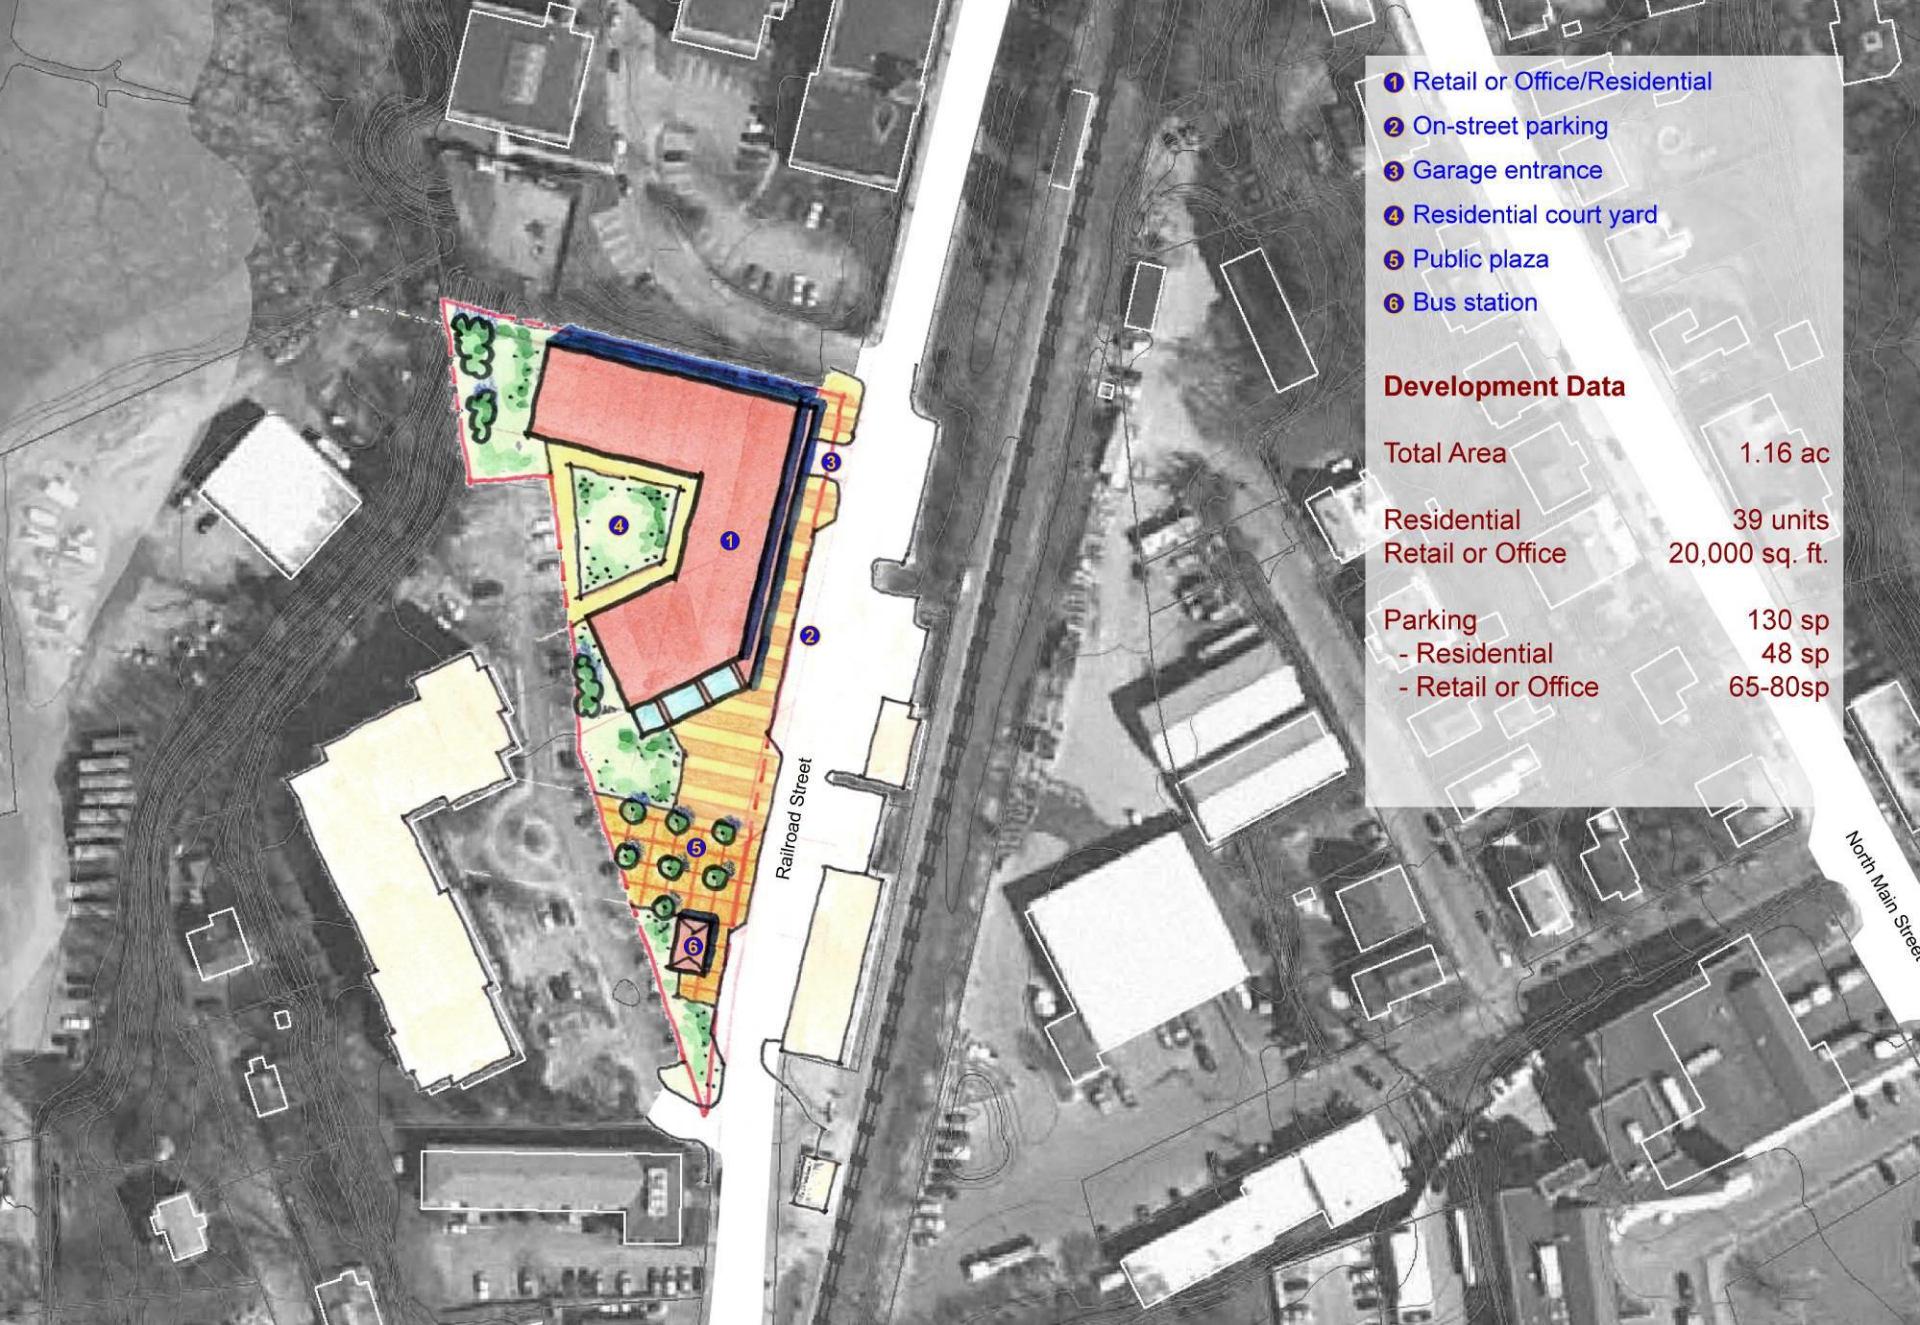 1 Retail or Office/Residential
2 On-street parking
3 Garage entrance
4 Residential court yard
5 Public plaza
6 Bus station
Development Data
Total Area 1.16 ac
Residential 39 units
Retail or Office 20,000 sq. ft.
Parking 130 sp
- Residential 48 sp
- Retail or Office 65-80sp
3
4
1
2
Railroad Street
5
6
North Main Street